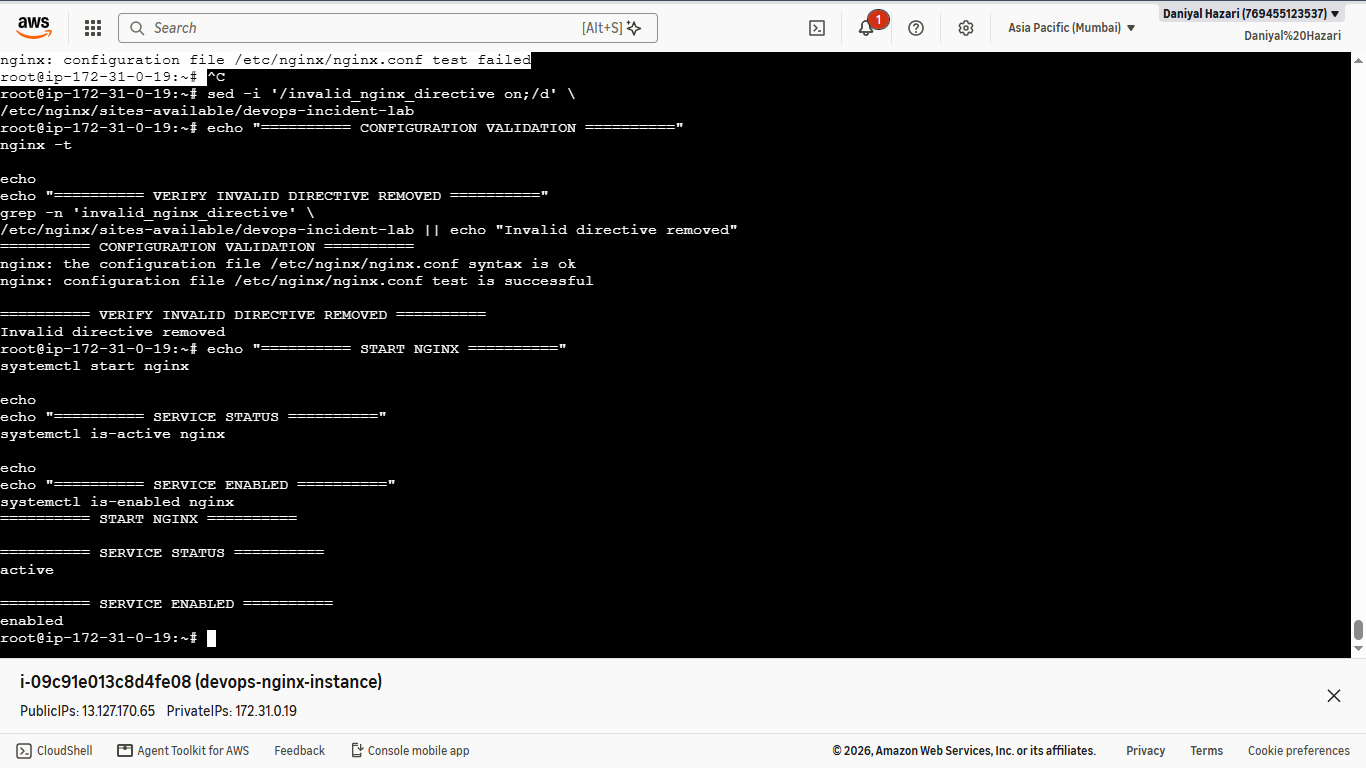 aws
Search
[Alt+S]
1
Asia Pacific (Mumbai) ▼
Daniyal Hazari (769455123537) ▼
Daniyal%20Hazari
nginx: configuration file /etc/nginx/nginx.conf test failed
root@ip-172-31-0-19:~# ^C
root@ip-172-31-0-19:~# sed -i '/invalid_nginx_directive on;/d' \
/etc/nginx/sites-available/devops-incident-lab
root@ip-172-31-0-19:~# echo "========== CONFIGURATION VALIDATION =========="
nginx -t
echo
echo "========== VERIFY INVALID DIRECTIVE REMOVED =========="
grep -n 'invalid_nginx_directive' \
/etc/nginx/sites-available/devops-incident-lab || echo "Invalid directive removed"
========== CONFIGURATION VALIDATION ==========
nginx: the configuration file /etc/nginx/nginx.conf syntax is ok
nginx: configuration file /etc/nginx/nginx.conf test is successful
========== VERIFY INVALID DIRECTIVE REMOVED ==========
Invalid directive removed
root@ip-172-31-0-19:~# echo "========== START NGINX =========="
systemctl start nginx
echo
echo "========== SERVICE STATUS =========="
systemctl is-active nginx
echo
echo "========== SERVICE ENABLED =========="
systemctl is-enabled nginx
========== START NGINX ==========
========== SERVICE STATUS ==========
active
========== SERVICE ENABLED ==========
enabled
root@ip-172-31-0-19:~#
i-09c91e013c8d4fe08 (devops-nginx-instance)
PublicIPs: 13.127.170.65 PrivateIPs: 172.31.0.19
CloudShell Agent Toolkit for AWS Feedback Console mobile app © 2026, Amazon Web Services, Inc. or its affiliates. Privacy Terms Cookie preferences